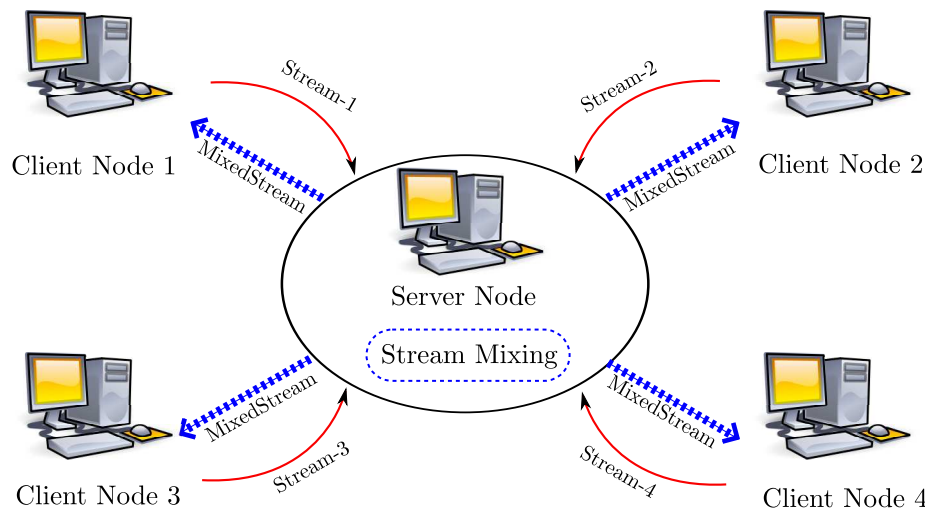 Stream-1
Stream-2
Client Node 1
MixedStream
MixedStream
Client Node 2
Server Node
Stream Mixing
MixedStream
MixedStream
Stream-3
Stream-4
Client Node 3
Client Node 4